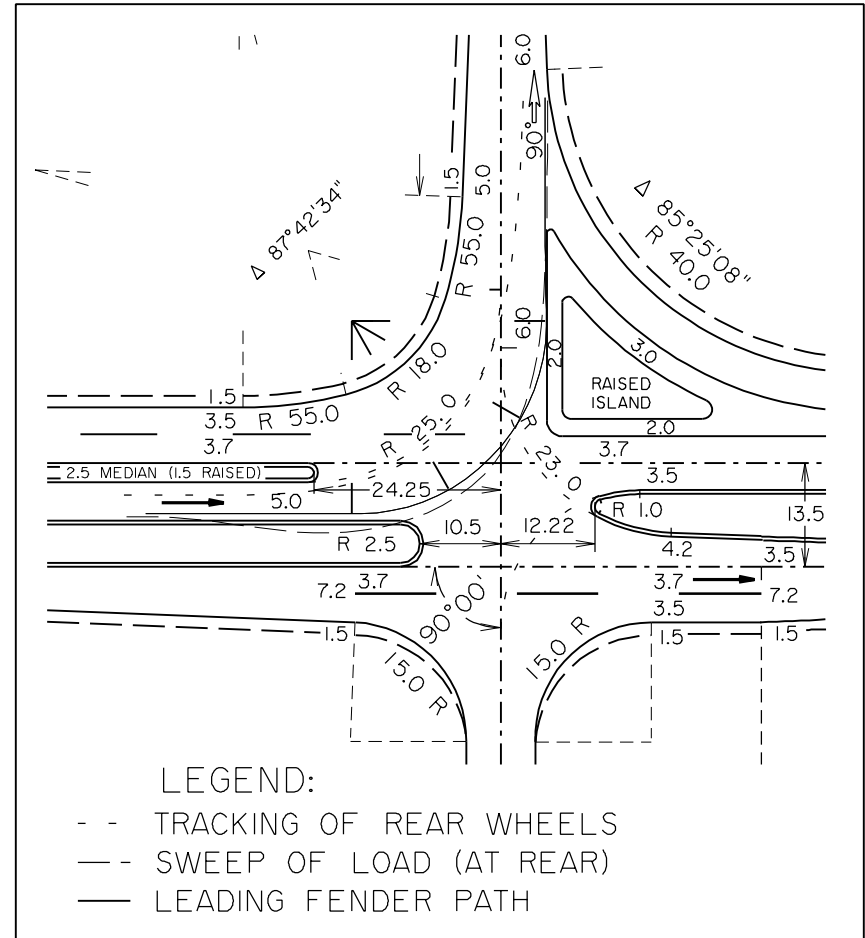 6.0
90°
1.5
5.0
Δ 87°42'34"
Δ 85°25'08"
R 40.0
R 55.0
6.0
2.0
3.0
R 18.0
RAISED
ISLAND
1.5
3.5
R 55.0
3.7
R 25.0
R 23.0
2.0
3.7
2.5 MEDIAN (1.5 RAISED)
3.5
5.0
24.25
R 1.0
13.5
10.5
12.22
R 2.5
4.2
3.5
3.7
7.2
3.7
7.2
90°00'
3.5
1.5
15.0 R
15.0 R
1.5
1.5
LEGEND:
TRACKING OF REAR WHEELS
SWEEP OF LOAD (AT REAR)
LEADING FENDER PATH